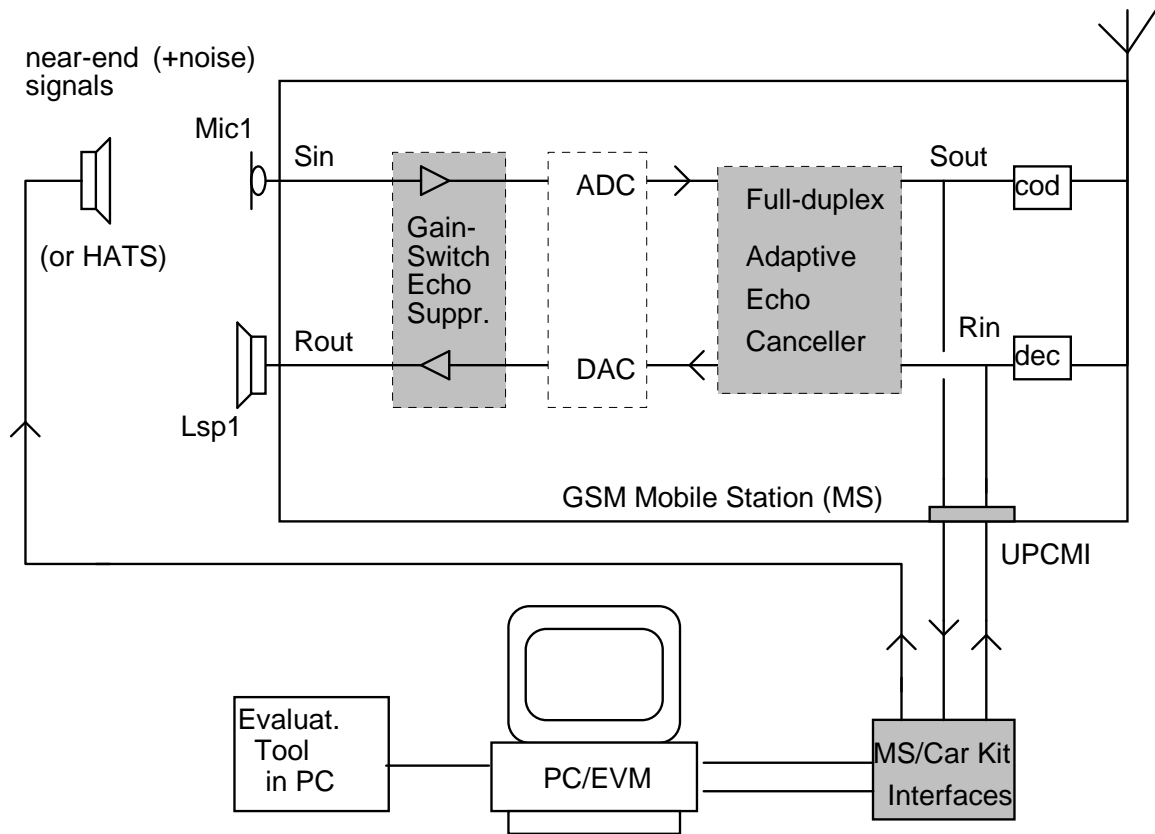 near-end (+noise)
signals
Mic1
Sin
Sout
ADC
cod
Full-duplex
Adaptive
Echo
Canceller
Gain-
Switch
Echo
Suppr.
(or HATS)
Rin
Rout
DAC
dec
Lsp1
GSM Mobile Station (MS)
UPCMI
Evaluat.
Tool
in PC
PC/EVM
MS/Car Kit
Interfaces